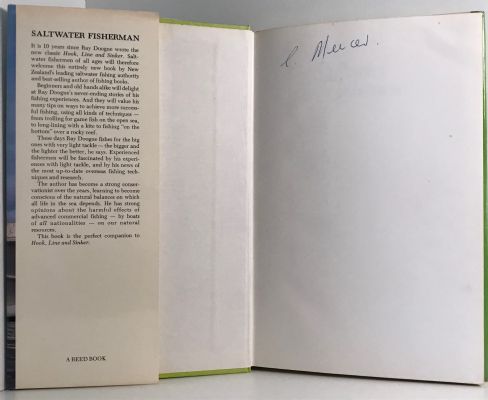 SALTWATER FISHERMAN
It is 10 years since Ray Doogue wrote the
now classic Hook, Line and Sinker. Salt-
water fishermen of all ages will therefore
welcome this entirely new book by New
Zealand's leading saltwater fishing authority
and best-selling author of fishing books.
Beginners and old hands alike will delight
at Ray Doogue's never-ending stories of his
fishing experiences. And they will value his
many tips on ways to achieve more success-
ful fishing, using all kinds of techniques —
from trolling for game fish on the open sea,
to long-lining with a kite to fishing "on the
bottom" over a rocky reef.
These days Ray Doogue fishes for the big
ones with very light tackle — the bigger and
the lighter the better, he says. Experienced
fishermen will be fascinated by his experi-
ences with light tackle, and by his news of
the most up-to-date overseas fishing tech-
niques and research.
The author has become a strong conser-
vationist over the years, learning to become
conscious of the natural balances on which
all life in the sea depends. He has strong
opinions about the harmful effects of
advanced commercial fishing — by boats
of all nationalities — on our natural
resources.
This book is the perfect companion to
Hook, Line and Sinker.
A REED BOOK
Mercer.